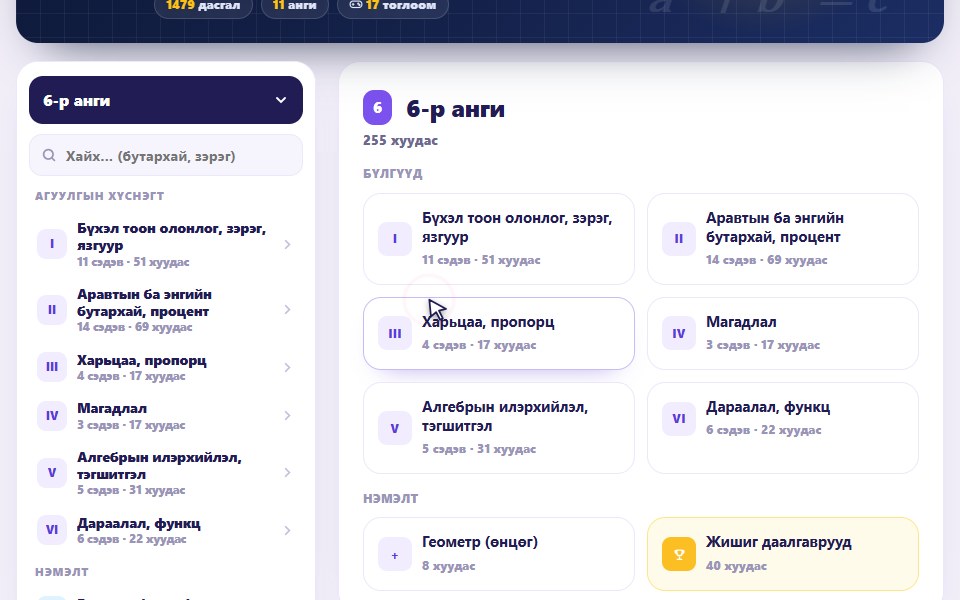 1479 дасгал 11 анги 17 тоглоом
6-р анги
Хайх... (бутархай, зэрэг)
АГУУЛГЫН ХҮСНЭГТ
I
Бүхэл тоон олонлог, зэрэг,
язгуур
11 сэдэв · 51 хуудас
II
Аравтын ба энгийн
бутархай, процент
14 сэдэв · 69 хуудас
III
Харьцаа, пропорц
4 сэдэв · 17 хуудас
IV
Магадлал
3 сэдэв · 17 хуудас
V
Алгебрын илэрхийлэл,
тэгшитгэл
5 сэдэв · 31 хуудас
VI
Дараалал, функц
6 сэдэв · 22 хуудас
НЭМЭЛТ
6 6-р анги
255 хуудас
БҮЛГҮҮД
I
Бүхэл тоон олонлог, зэрэг,
язгуур
11 сэдэв · 51 хуудас
II
Аравтын ба энгийн
бутархай, процент
14 сэдэв · 69 хуудас
III
Харьцаа, пропорц
4 сэдэв · 17 хуудас
IV
Магадлал
3 сэдэв · 17 хуудас
V
Алгебрын илэрхийлэл,
тэгшитгэл
5 сэдэв · 31 хуудас
VI
Дараалал, функц
6 сэдэв · 22 хуудас
НЭМЭЛТ
+
Геометр (өнцөг)
8 хуудас
Жишиг даалгаврууд
40 хуудас